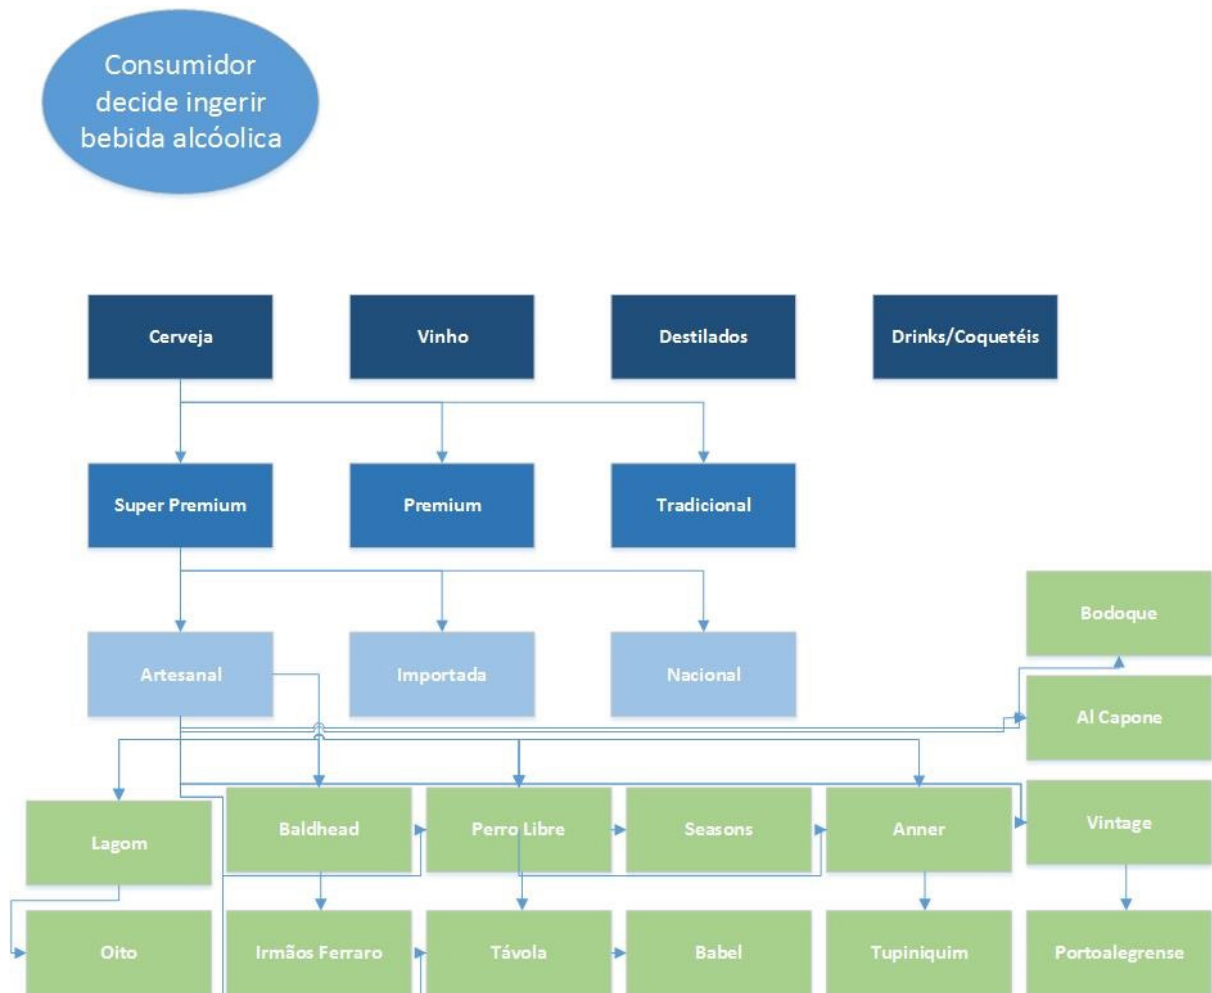 Consumidor
decide ingerir
bebida alcóolica
Cerveja
Vinho
Destilados
Drinks/Coquetéis
Super Premium
Premium
Tradicional
Bodoque
Artesanal
Importada
Nacional
Al Capone
Lagom
Baldhead
Perro Libre
Seasons
Anner
Vintage
Oito
Irmãos Ferraro
Távola
Babel
Tupiniquim
Portoalegrense